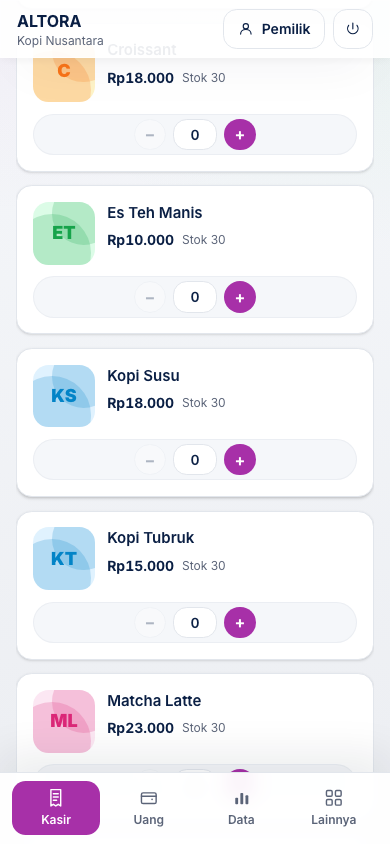 ALTORA
Kopi Nusantara
Pemilik
Croissant
C
Rp18.000 Stok 30
− 0 +
ET
Es Teh Manis
Rp10.000 Stok 30
− 0 +
KS
Kopi Susu
Rp18.000 Stok 30
− 0 +
KT
Kopi Tubruk
Rp15.000 Stok 30
− 0 +
ML
Matcha Latte
Rp23.000 Stok 30
Kasir
Uang
Data
Lainnya